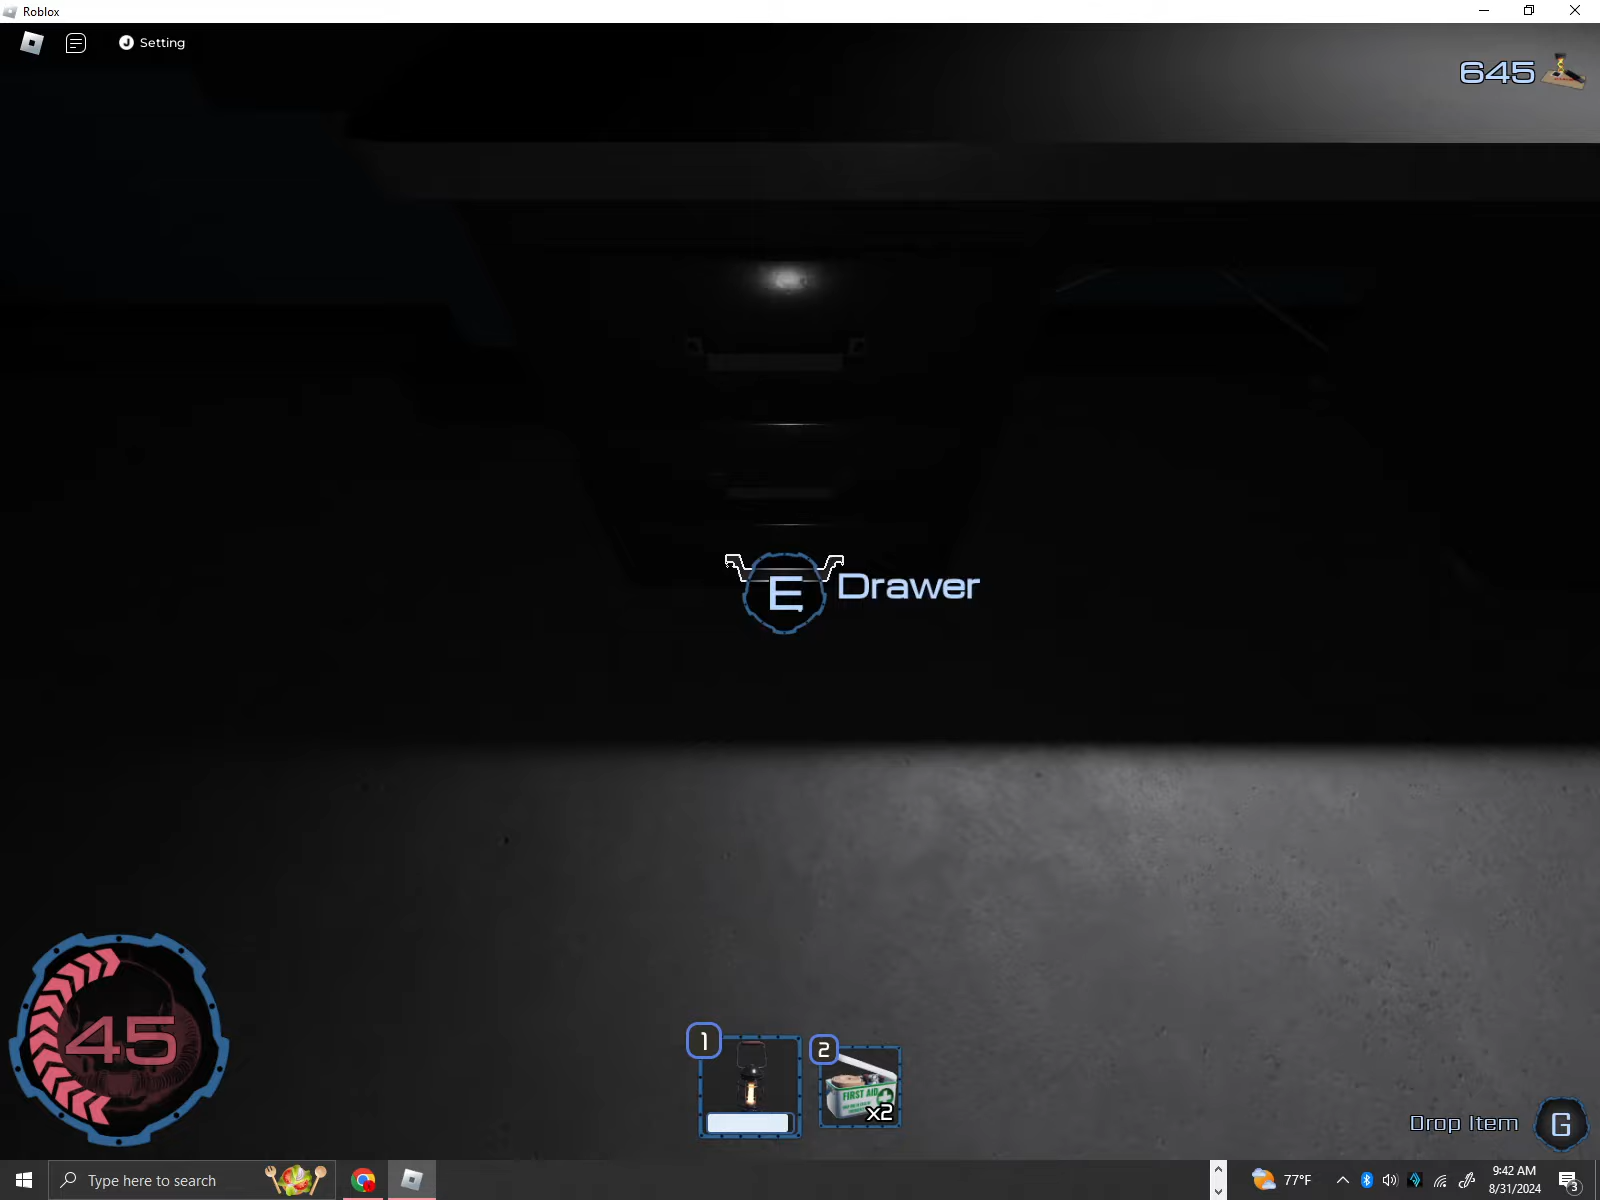 Roblox
J Setting
645
E Drawer
45
1
2
FIRST AID
x2
Drop Item G
Type here to search
77°F
9:42 AM
8/31/2024
3